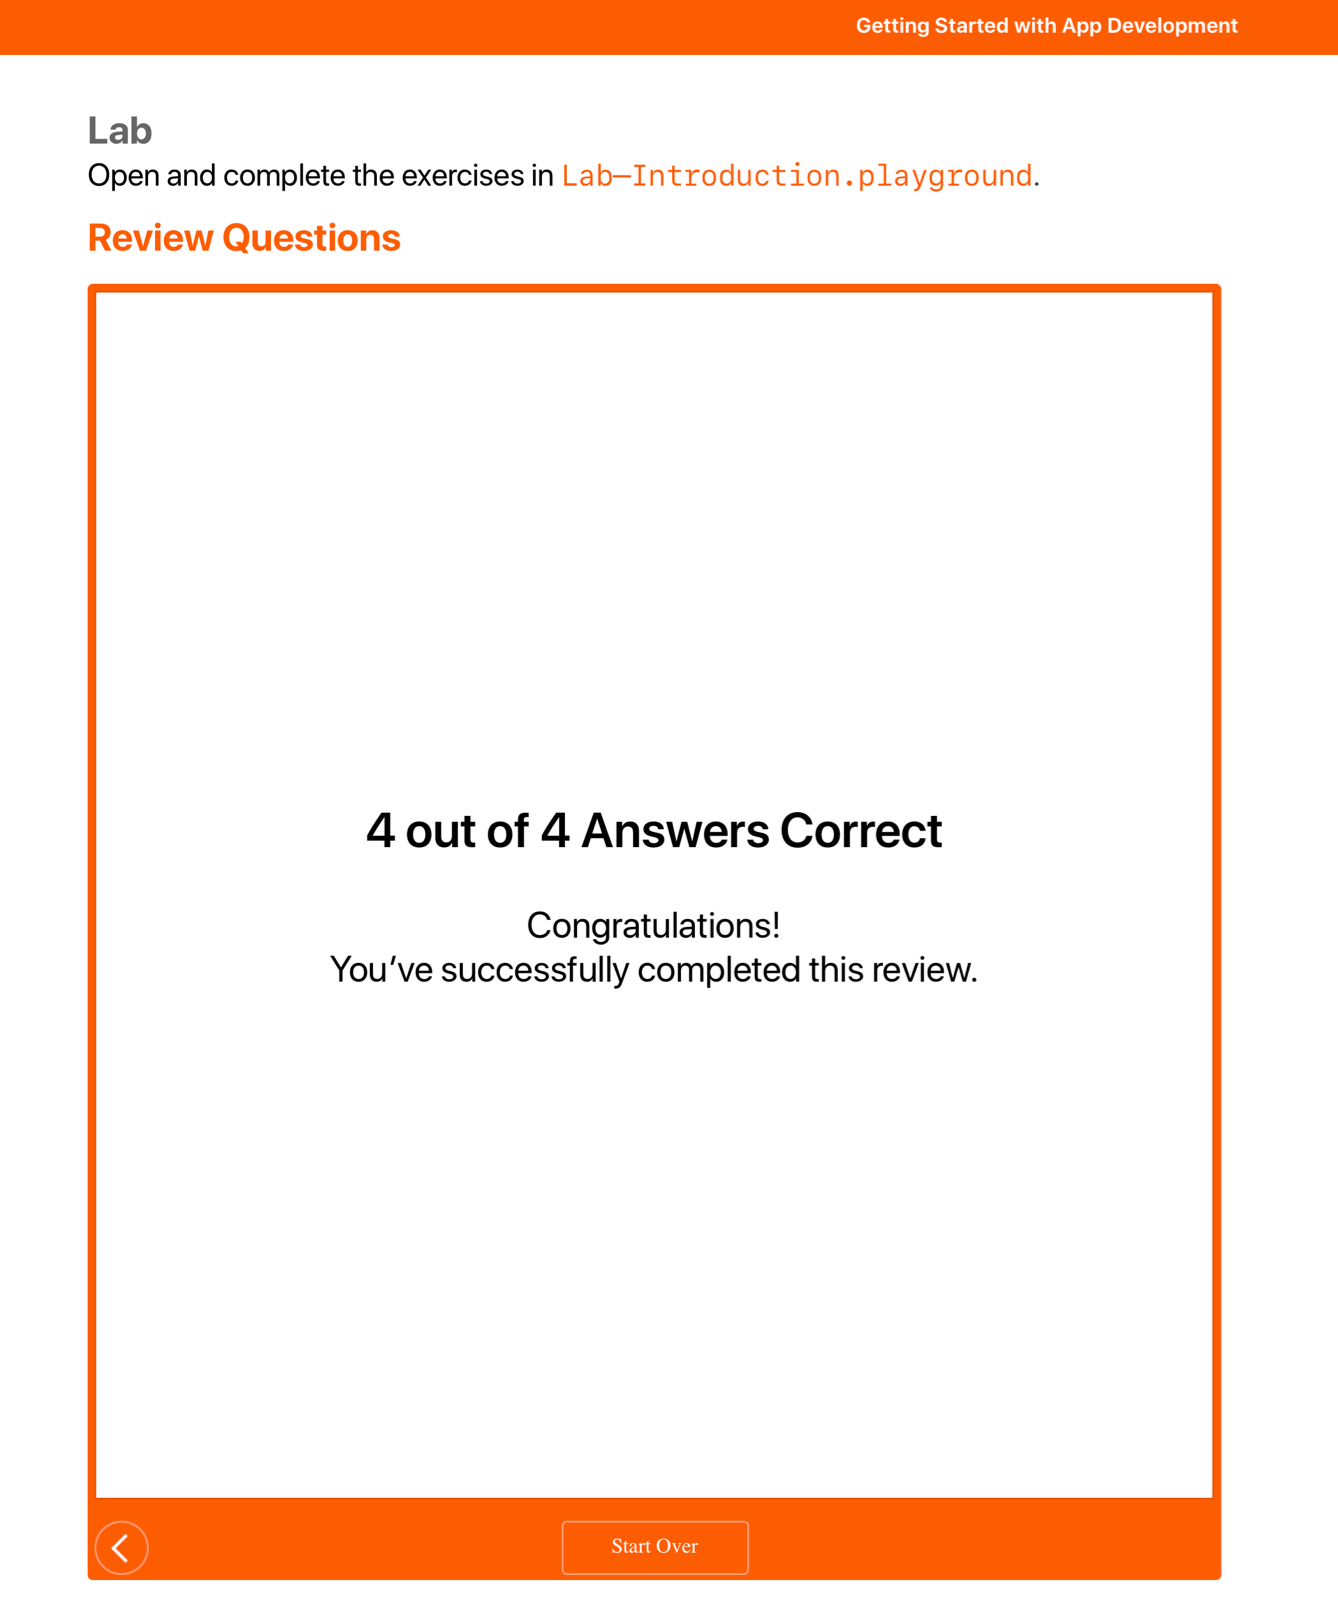 Getting Started with App Development
Lab
Open and complete the exercises in Lab—Introduction.playground.
Review Questions
4 out of 4 Answers Correct
Congratulations!
You’ve successfully completed this review.
Start Over